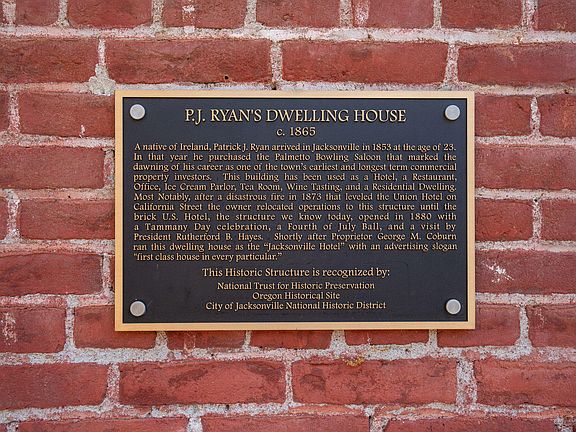 P.J. RYAN'S DWELLING HOUSE
c. 1865
A native of Ireland, Patrick J. Ryan arrived in Jacksonville in 1853 at the age of 23.
In that year he purchased the Palmetto Bowling Saloon that marked the
dawning of his career as one of the town's earliest and longest term commercial
property investors. This building has been used as a Hotel, a Restaurant,
Office, Ice Cream Parlor, Tea Room, Wine Tasting, and a Residential Dwelling.
Most Notably, after a disastrous fire in 1873 that leveled the Union Hotel on
California Street the owner relocated operations to this structure until the
brick U.S. Hotel, the structure we know today, opened in 1880 with
a Tammany Day celebration, a Fourth of July Ball, and a visit by
President Rutherford B. Hayes. Shortly after Proprietor George M. Coburn
ran this dwelling house as the "Jacksonville Hotel" with an advertising slogan
"first class house in every particular."
This Historic Structure is recognized by:
National Trust for Historic Preservation
Oregon Historical Site
City of Jacksonville National Historic District